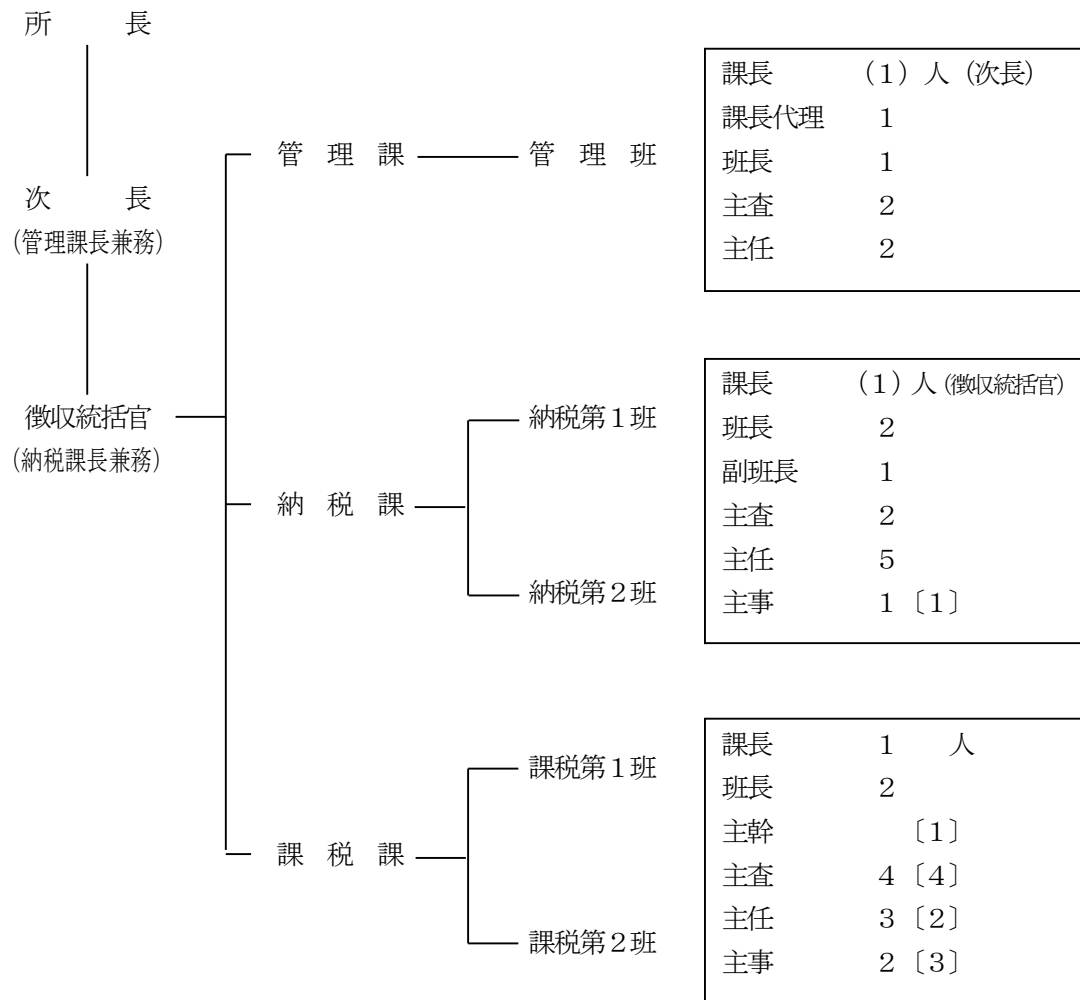 所　　長
次　　長
(管理課長兼務)
徴収統括官
(納税課長兼務)
管　理　課
管　理　班
課長　（１）人（次長）
課長代理　１
班長　１
主査　２
主任　２
納　税　課
納税第１班
納税第２班
課長　（１）人（徴収統括官）
班長　２
副班長　１
主査　２
主任　５
主事　１〔１〕
課　税　課
課税第１班
課税第２班
課長　１　人
班長　２
主幹　〔１〕
主査　４〔４〕
主任　３〔２〕
主事　２〔３〕